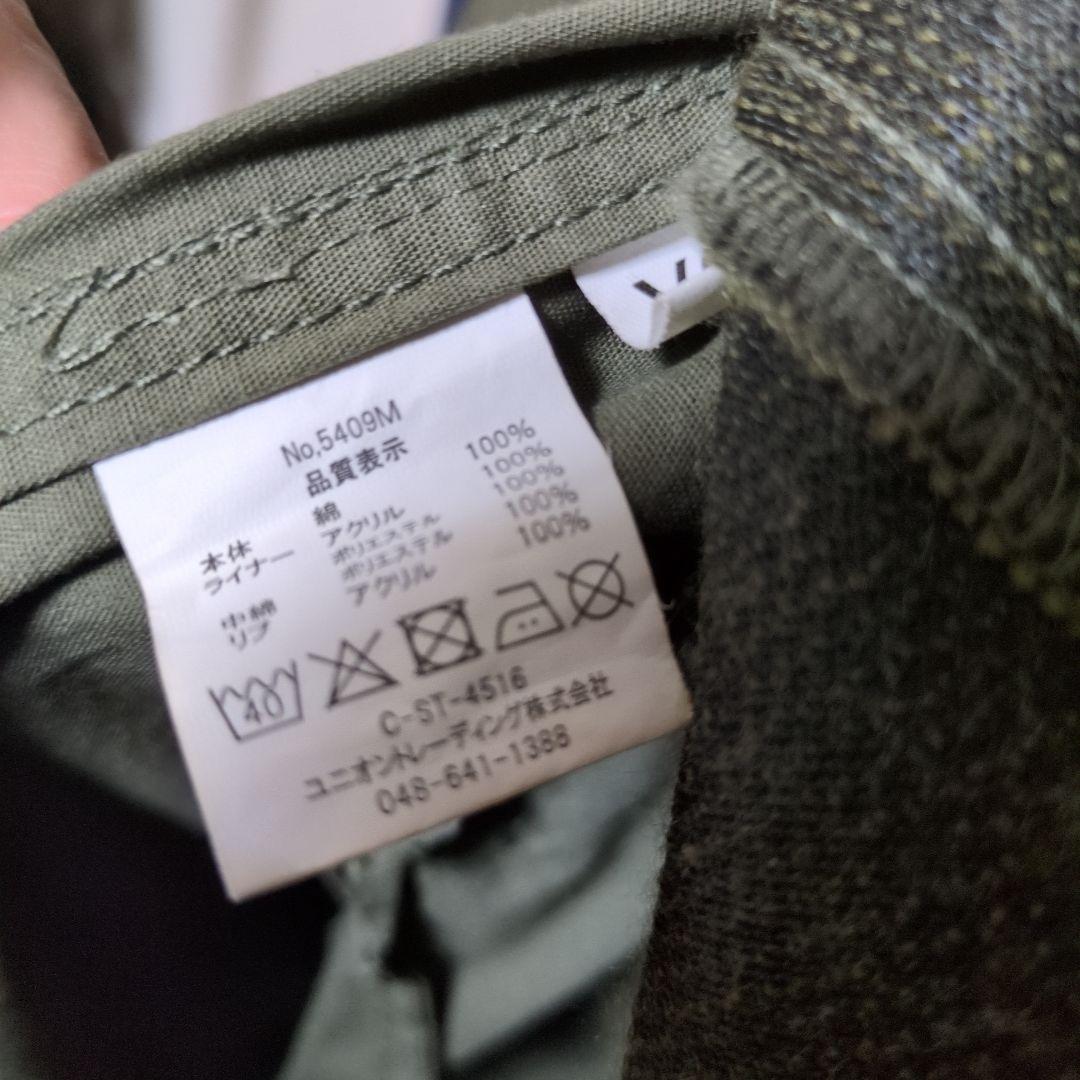 No,5409M
品質表示
本体 綿 100%
ライナー アクリル 100%
ポリエステル 100%
中綿 ポリエステル 100%
リブ アクリル 100%
40
C-ST-4516
ユニオントレーディング株式会社
048-641-1388